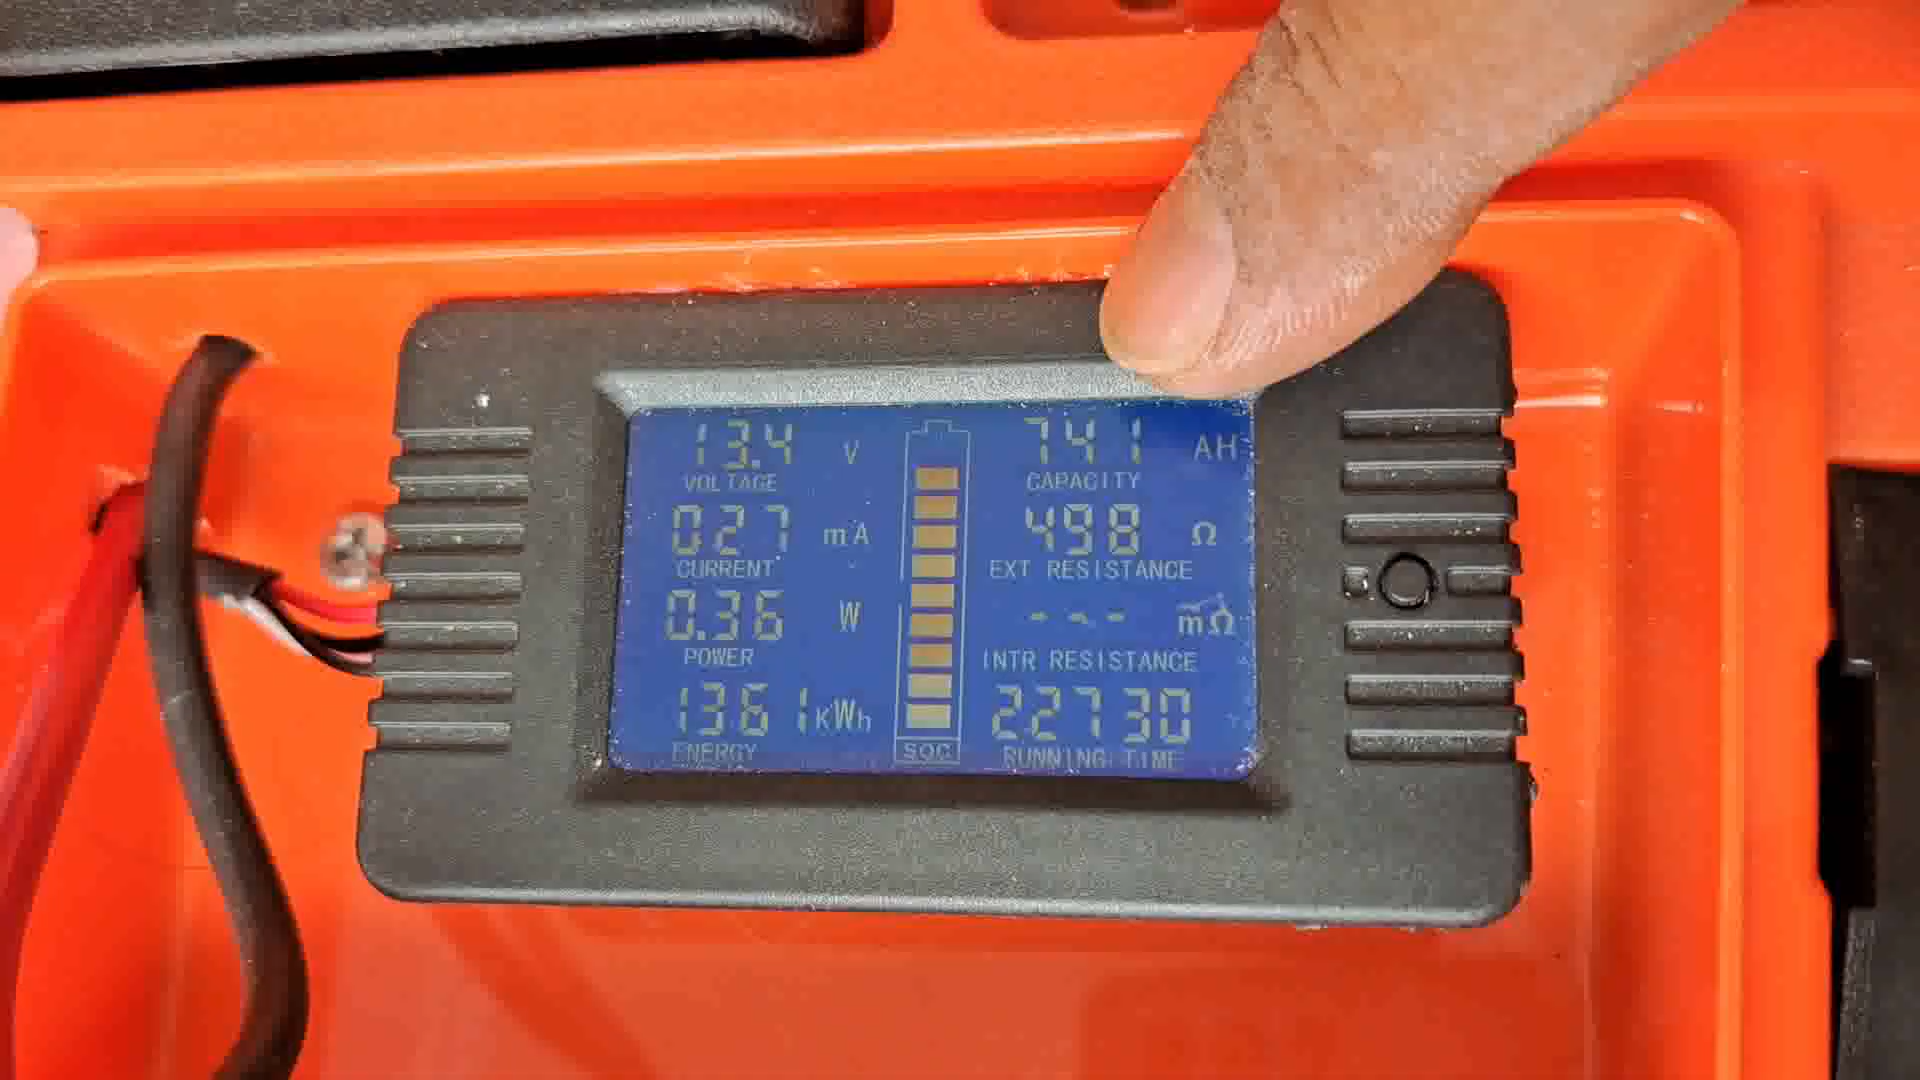 13.4 V
VOLTAGE
027 mA
CURRENT
0.36 W
POWER
1361 KWh
ENERGY
SOC
741 AH
CAPACITY
498 Ω
EXT RESISTANCE
--- mΩ
INTR RESISTANCE
22730
RUNNING TIME